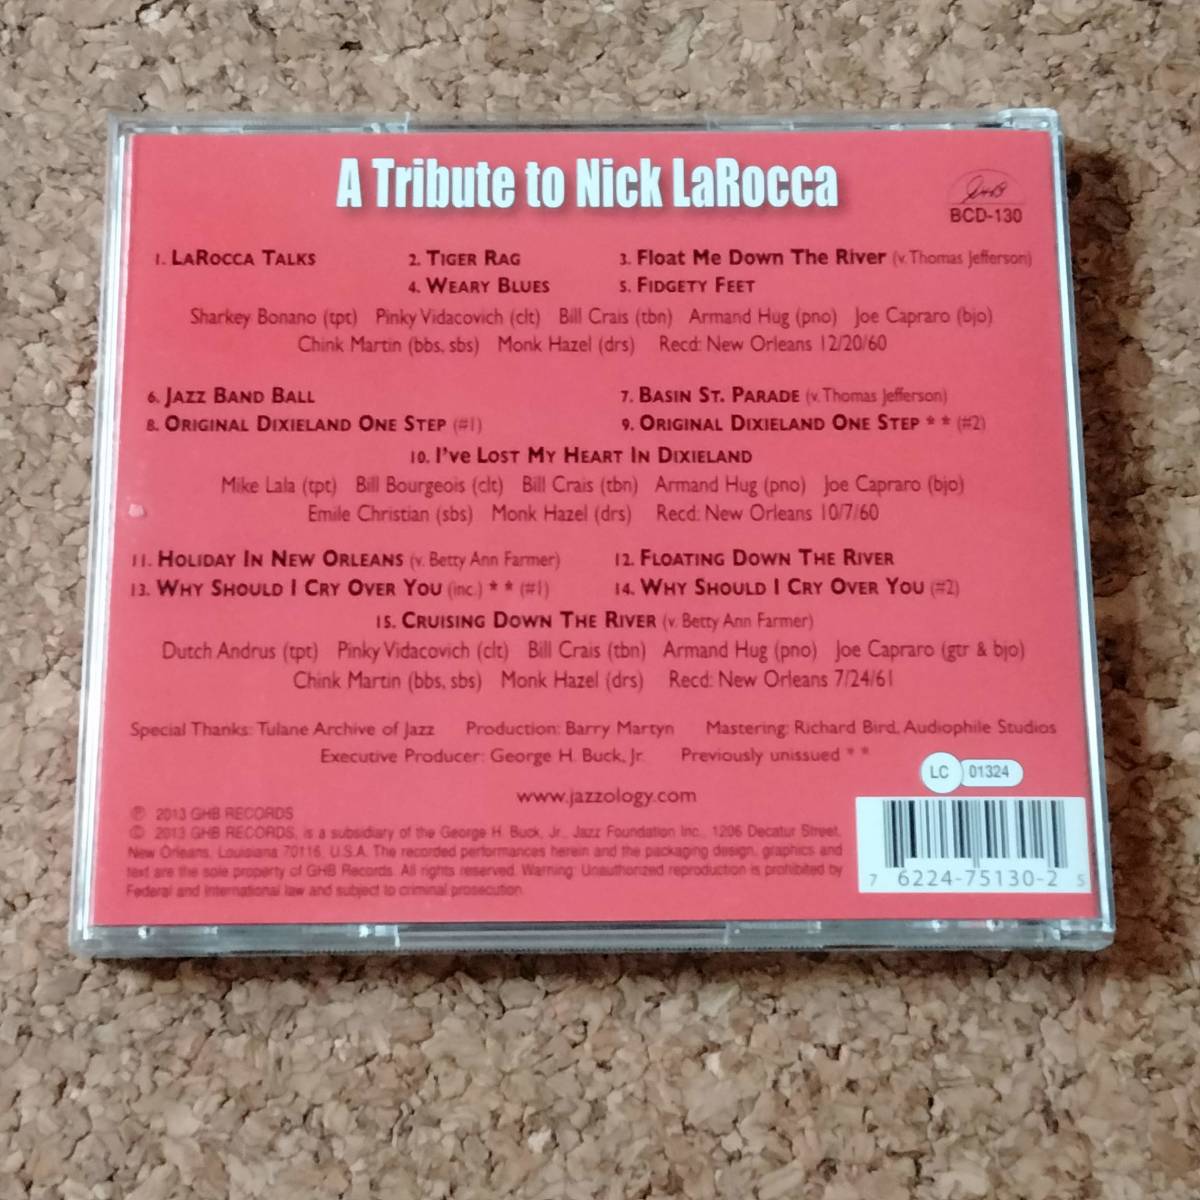 A Tribute to Nick LaRocca
BCD-130
1. LaRocca Talks 2. Tiger Rag 3. Float Me Down The River (v. Thomas Jefferson)
4. Weary Blues 5. Fidgety Feet
Sharkey Bonano (tpt) Pinky Vidacovich (clt) Bill Crais (tbn) Armand Hug (pno) Joe Capraro (bjo)
Chink Martin (bbs, sbs) Monk Hazel (drs) Recd: New Orleans 12/20/60
6. Jazz Band Ball 7. Basin St. Parade (v. Thomas Jefferson)
8. Original Dixieland One Step (#1) 9. Original Dixieland One Step * * (#2)
10. I've Lost My Heart In Dixieland
Mike Lala (tpt) Bill Bourgeois (clt) Bill Crais (tbn) Armand Hug (pno) Joe Capraro (bjo)
Emile Christian (sbs) Monk Hazel (drs) Recd: New Orleans 10/7/60
11. Holiday In New Orleans (v. Betty Ann Farmer) 12. Floating Down The River
13. Why Should I Cry Over You (inc.) * * (#1) 14. Why Should I Cry Over You (#2)
15. Cruising Down The River (v. Betty Ann Farmer)
Dutch Andrus (tpt) Pinky Vidacovich (clt) Bill Crais (tbn) Armand Hug (pno) Joe Capraro (gtr & bjo)
Chink Martin (bbs, sbs) Monk Hazel (drs) Recd: New Orleans 7/24/61
Special Thanks: Tulane Archive of Jazz Production: Barry Martyn Mastering: Richard Bird, Audiophile Studios
Executive Producer: George H. Buck, Jr. Previously unissued * *
LC 01324
www.jazzology.com
℗ 2013 GHB RECORDS
© 2013 GHB RECORDS, is a subsidiary of the George H. Buck, Jr., Jazz Foundation Inc., 1206 Decatur Street,
New Orleans, Louisiana 70116, U.S.A. The recorded performances herein and the packaging design, graphics and
text are the sole property of GHB Records. All rights reserved. Warning: Unauthorized reproduction is prohibited by
Federal and International law and subject to criminal prosecution.
7 6224-75130-2 5